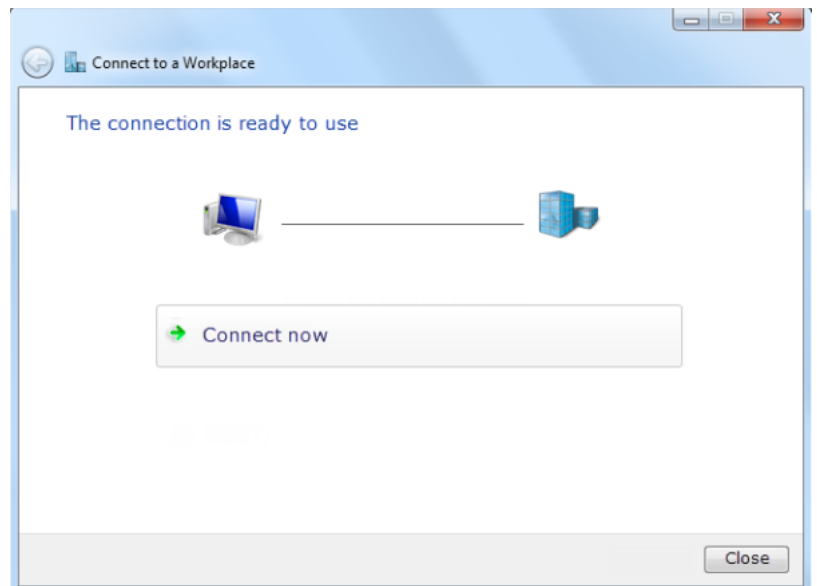 Connect to a Workplace
The connection is ready to use
Connect now
Close